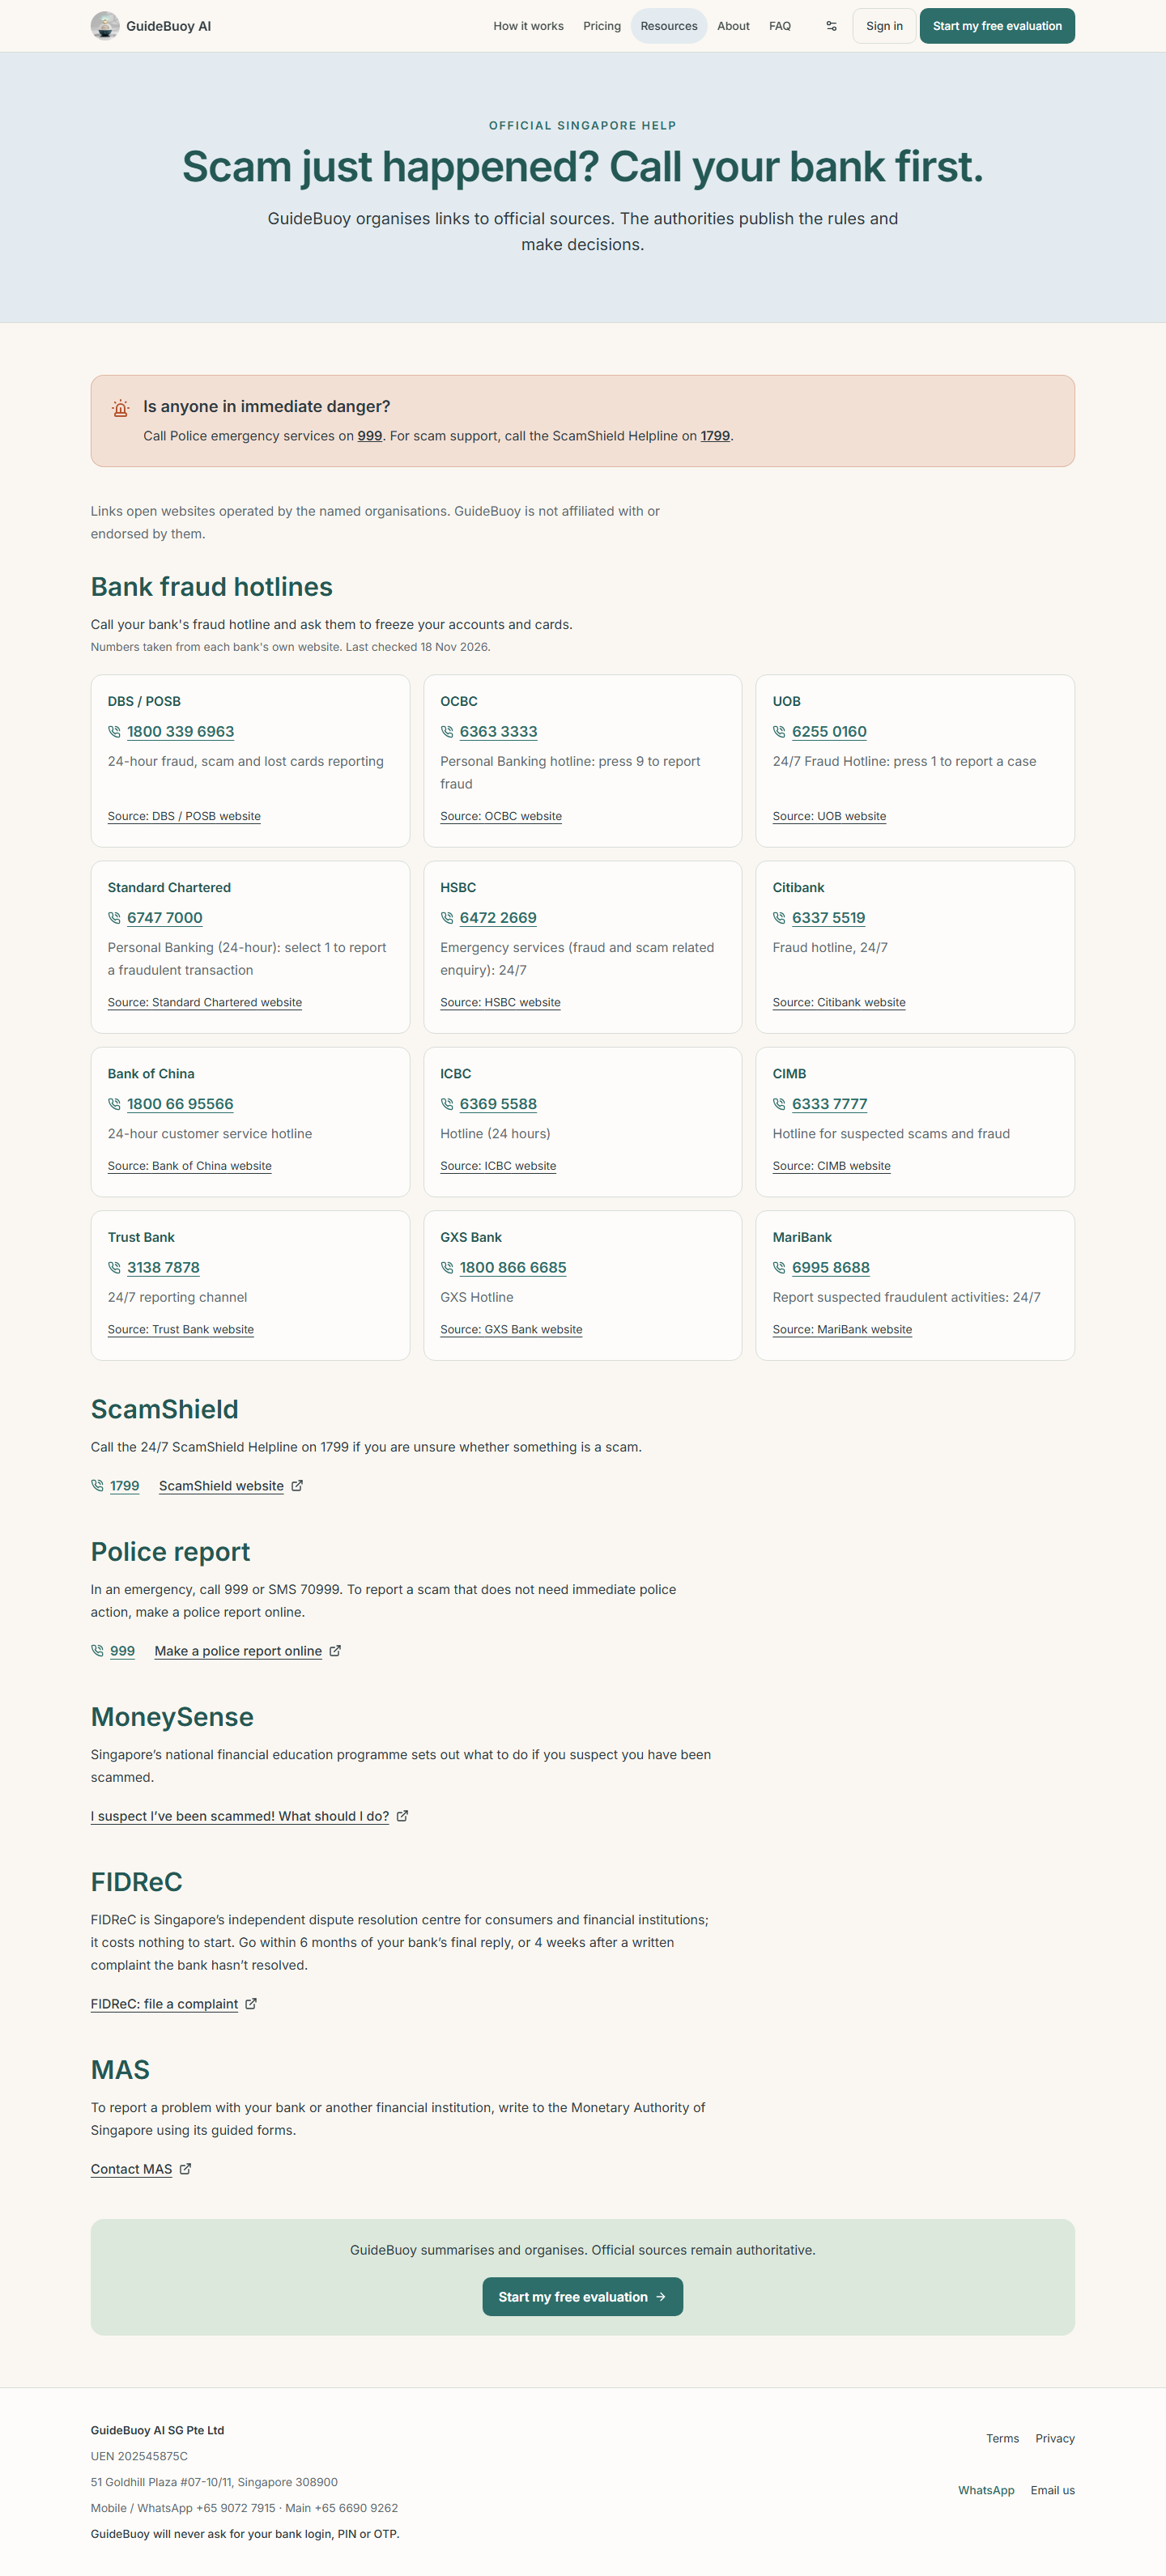 GuideBuoy AI
How it works
Pricing
Resources
About
FAQ
Sign in
Start my free evaluation
OFFICIAL SINGAPORE HELP
Scam just happened? Call your bank first.
GuideBuoy organises links to official sources. The authorities publish the rules and
make decisions.
Is anyone in immediate danger?
Call Police emergency services on 999. For scam support, call the ScamShield Helpline on 1799.
Links open websites operated by the named organisations. GuideBuoy is not affiliated with or
endorsed by them.
Bank fraud hotlines
Call your bank's fraud hotline and ask them to freeze your accounts and cards.
Numbers taken from each bank's own website. Last checked 18 Nov 2026.
DBS / POSB
1800 339 6963
24-hour fraud, scam and lost cards reporting
Source: DBS / POSB website
OCBC
6363 3333
Personal Banking hotline: press 9 to report
fraud
Source: OCBC website
UOB
6255 0160
24/7 Fraud Hotline: press 1 to report a case
Source: UOB website
Standard Chartered
6747 7000
Personal Banking (24-hour): select 1 to report
a fraudulent transaction
Source: Standard Chartered website
HSBC
6472 2669
Emergency services (fraud and scam related
enquiry): 24/7
Source: HSBC website
Citibank
6337 5519
Fraud hotline, 24/7
Source: Citibank website
Bank of China
1800 66 95566
24-hour customer service hotline
Source: Bank of China website
ICBC
6369 5588
Hotline (24 hours)
Source: ICBC website
CIMB
6333 7777
Hotline for suspected scams and fraud
Source: CIMB website
Trust Bank
3138 7878
24/7 reporting channel
Source: Trust Bank website
GXS Bank
1800 866 6685
GXS Hotline
Source: GXS Bank website
MariBank
6995 8688
Report suspected fraudulent activities: 24/7
Source: MariBank website
ScamShield
Call the 24/7 ScamShield Helpline on 1799 if you are unsure whether something is a scam.
1799
ScamShield website
Police report
In an emergency, call 999 or SMS 70999. To report a scam that does not need immediate police
action, make a police report online.
999
Make a police report online
MoneySense
Singapore’s national financial education programme sets out what to do if you suspect you have been
scammed.
I suspect I’ve been scammed! What should I do?
FIDReC
FIDReC is Singapore’s independent dispute resolution centre for consumers and financial institutions;
it costs nothing to start. Go within 6 months of your bank’s final reply, or 4 weeks after a written
complaint the bank hasn’t resolved.
FIDReC: file a complaint
MAS
To report a problem with your bank or another financial institution, write to the Monetary Authority of
Singapore using its guided forms.
Contact MAS
GuideBuoy summarises and organises. Official sources remain authoritative.
Start my free evaluation
GuideBuoy AI SG Pte Ltd
UEN 202545875C
51 Goldhill Plaza #07-10/11, Singapore 308900
Mobile / WhatsApp +65 9072 7915 · Main +65 6690 9262
GuideBuoy will never ask for your bank login, PIN or OTP.
Terms
Privacy
WhatsApp
Email us